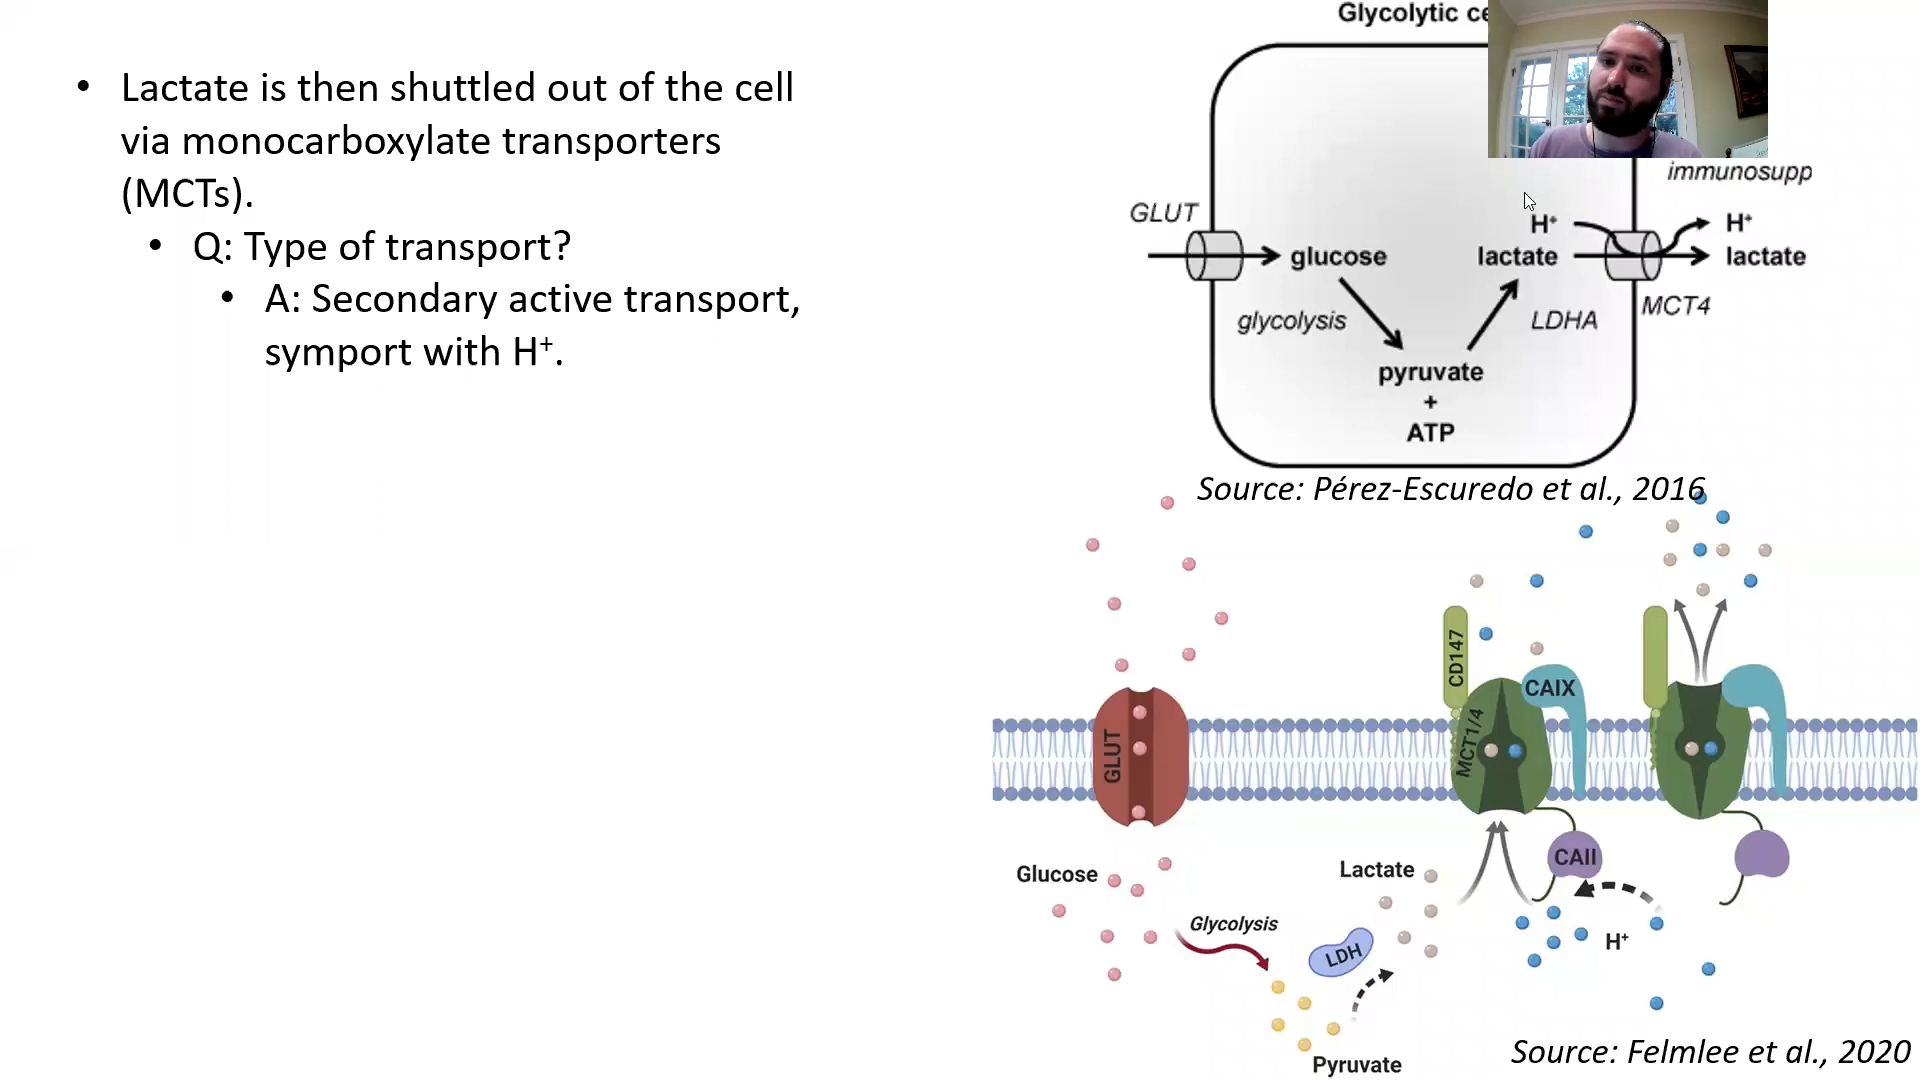 • Lactate is then shuttled out of the cell
via monocarboxylate transporters
(MCTs).
• Q: Type of transport?
• A: Secondary active transport,
symport with H⁺.
Glycolytic ce
immunosupp
GLUT
H⁺
H⁺
glucose
lactate
lactate
MCT4
glycolysis
LDHA
pyruvate
+
ATP
Source: Pérez-Escuredo et al., 2016
CD147
CAIX
GLUT
MCT1/4
CAII
Glucose
Lactate
Glycolysis
LDH
H⁺
Pyruvate
Source: Felmlee et al., 2020